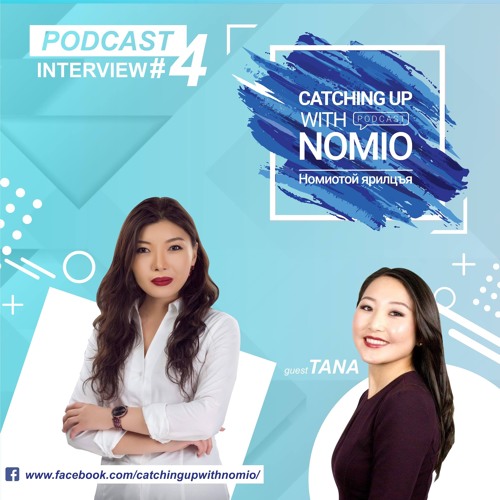 PODCAST
INTERVIEW#4
CATCHING UP
WITH PODCAST
NOMIO
Номиотой ярилцъя
guest TANA
f www.facebook.com/catchingupwithnomio/